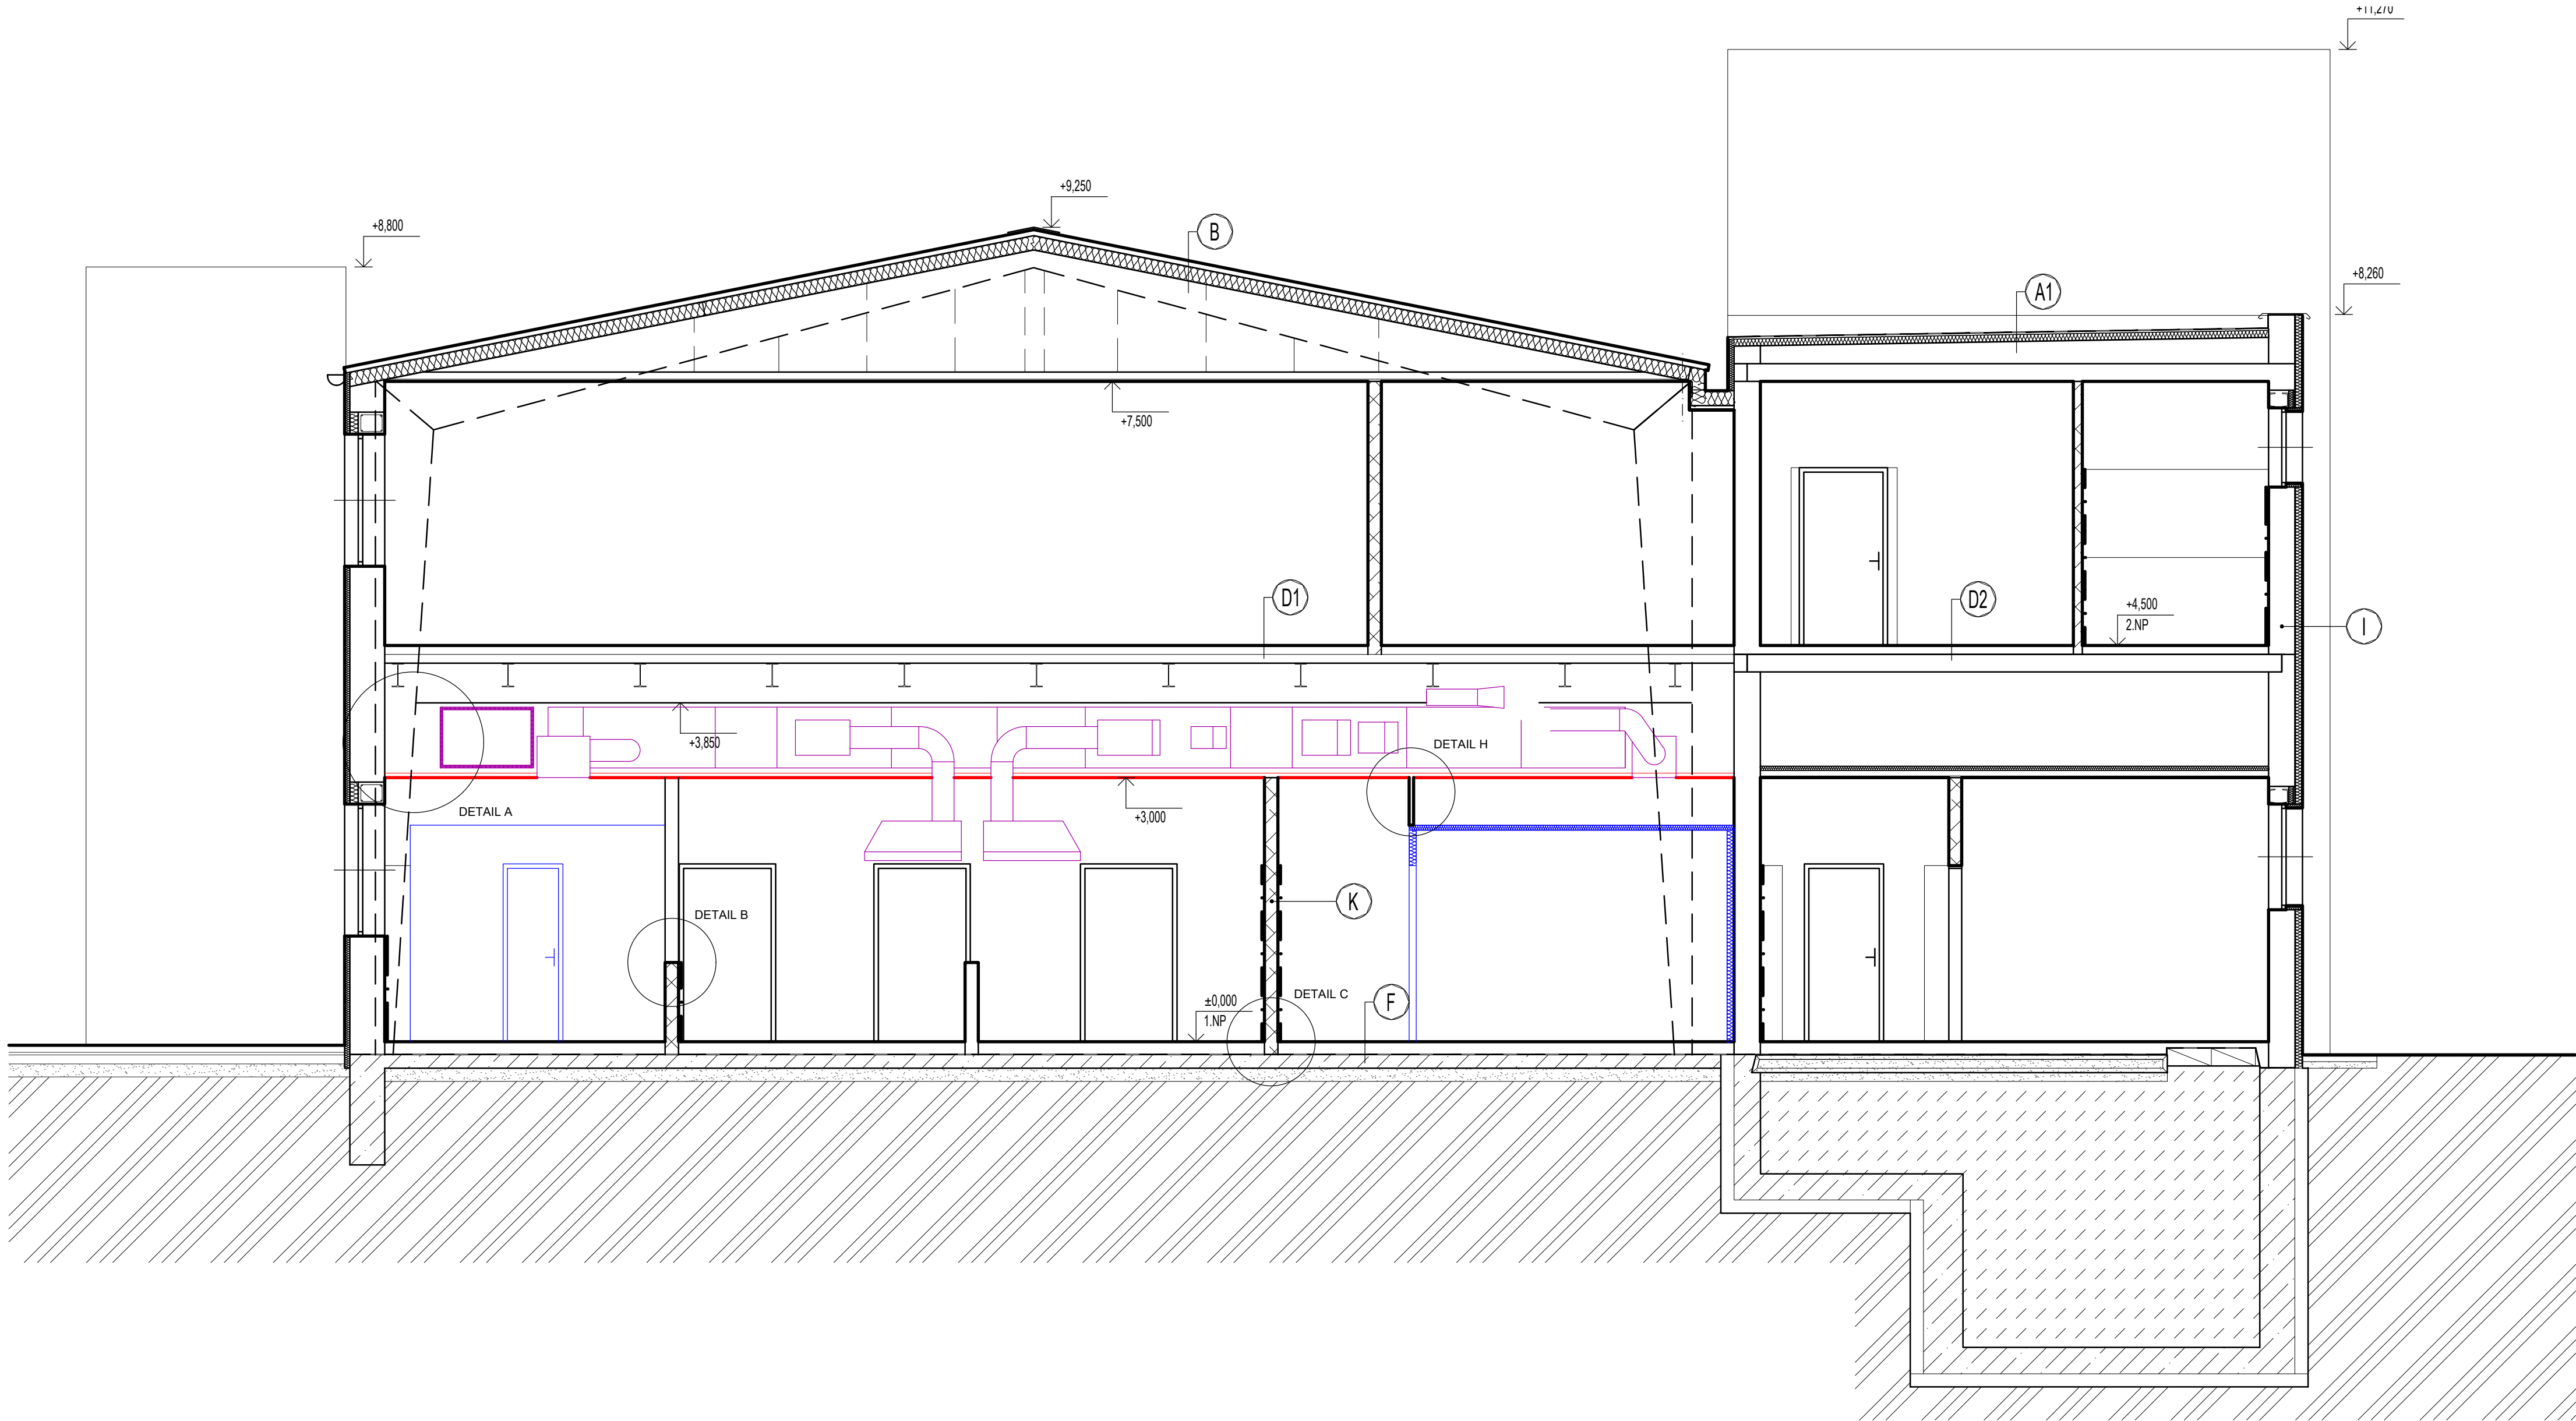 +11,270
+9,250
+8,800
B
A1
+8,260
+7,500
D1
D2
+4,500
2.NP
I
+3,850
DETAIL H
DETAIL A
+3,000
K
DETAIL B
±0,000
1.NP
DETAIL C
F